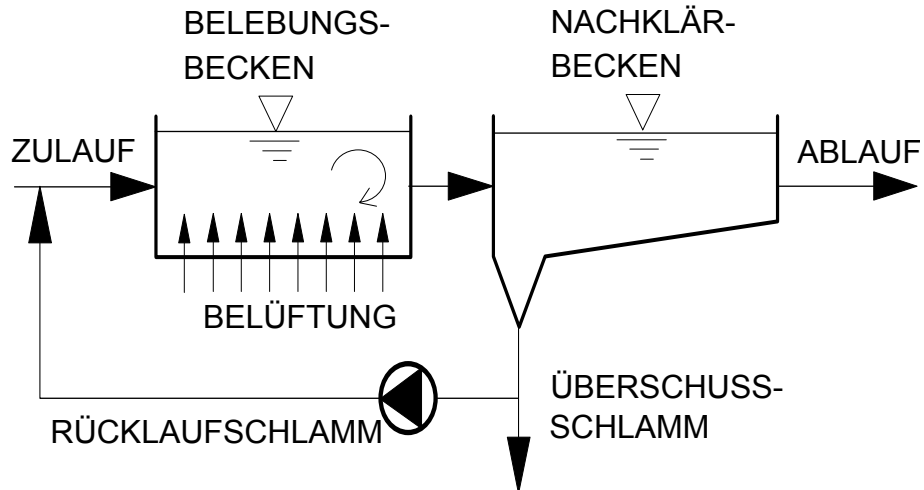 BELEBUNGS-
BECKEN
NACHKLÄR-
BECKEN
ZULAUF
ABLAUF
BELÜFTUNG
RÜCKLAUFSCHLAMM
ÜBERSCHUSS-
SCHLAMM